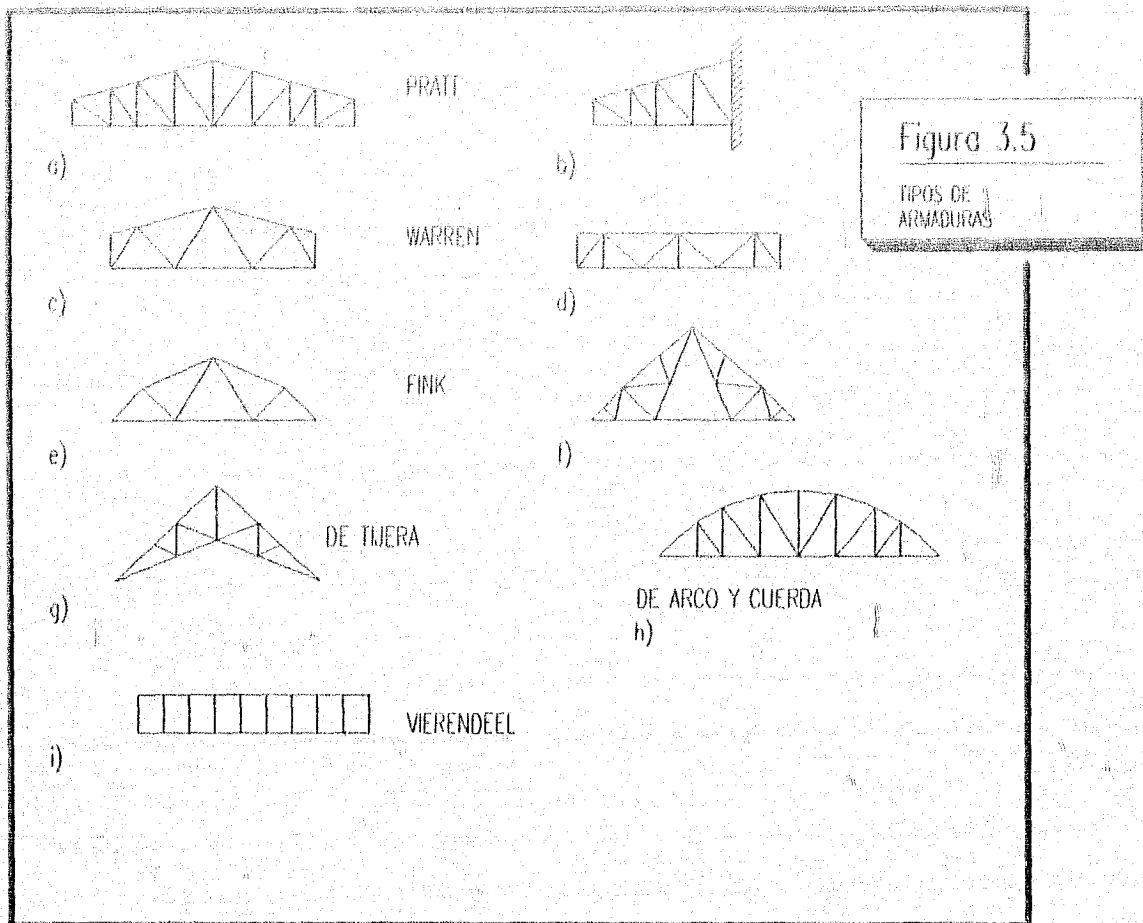 PRATT
a)
b)
Figura 3.5
TIPOS DE
ARMADURAS
WARREN
c)
d)
FINK
e)
f)
DE TIJERA
g)
DE ARCO Y CUERDA
h)
VIERENDEEL
i)